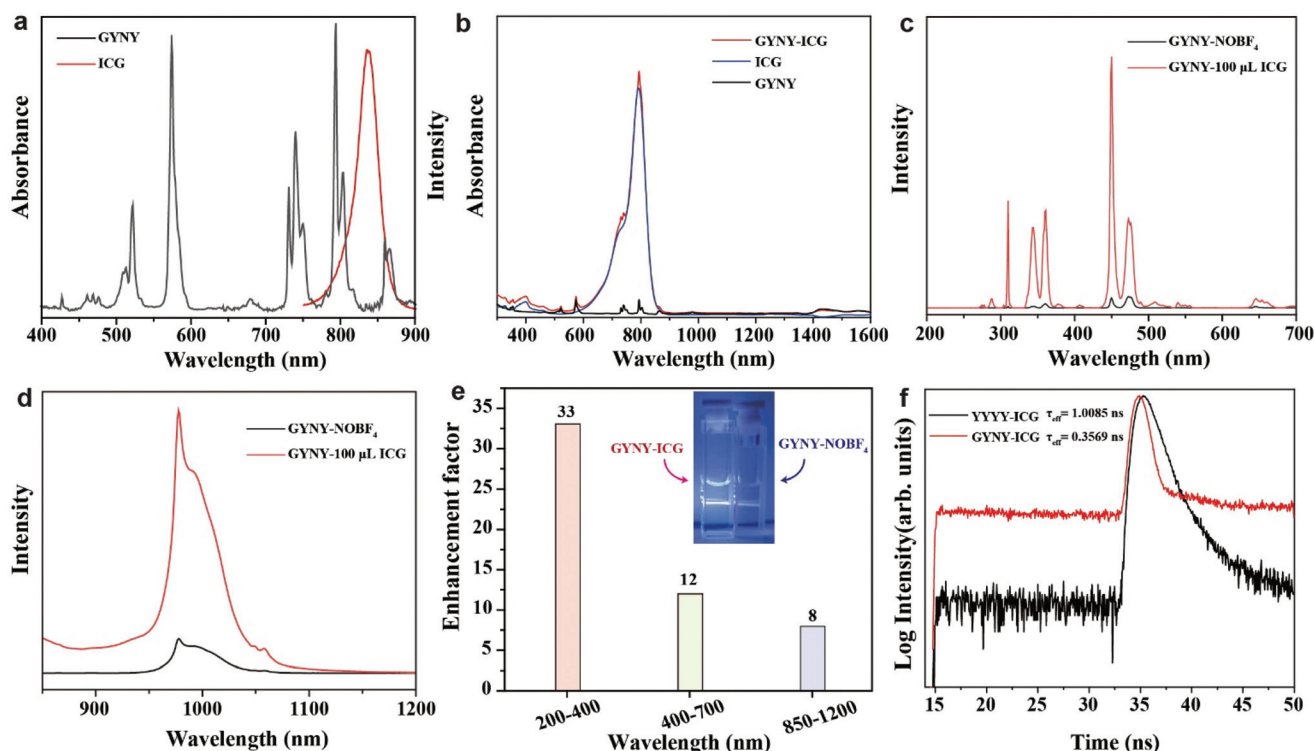 a
GYNY
ICG
Absorbance
Intensity
400 500 600 700 800 900
Wavelength (nm)
b
GYNY-ICG
ICG
GYNY
Absorbance
400 600 800 1000 1200 1400 1600
Wavelength (nm)
c
GYNY-NOBF₄
GYNY-100 μL ICG
Intensity
200 300 400 500 600 700
Wavelength (nm)
d
GYNY-NOBF₄
GYNY-100 μL ICG
Intensity
900 1000 1100 1200
Wavelength (nm)
e
Enhancement factor
35
30
25
20
15
10
5
0
33
12
8
GYNY-ICG
GYNY-NOBF₄
200-400 400-700 850-1200
Wavelength (nm)
f
YYYY-ICG τeff= 1.0085 ns
GYNY-ICG τeff= 0.3569 ns
Log Intensity(arb. units)
15 20 25 30 35 40 45 50
Time (ns)